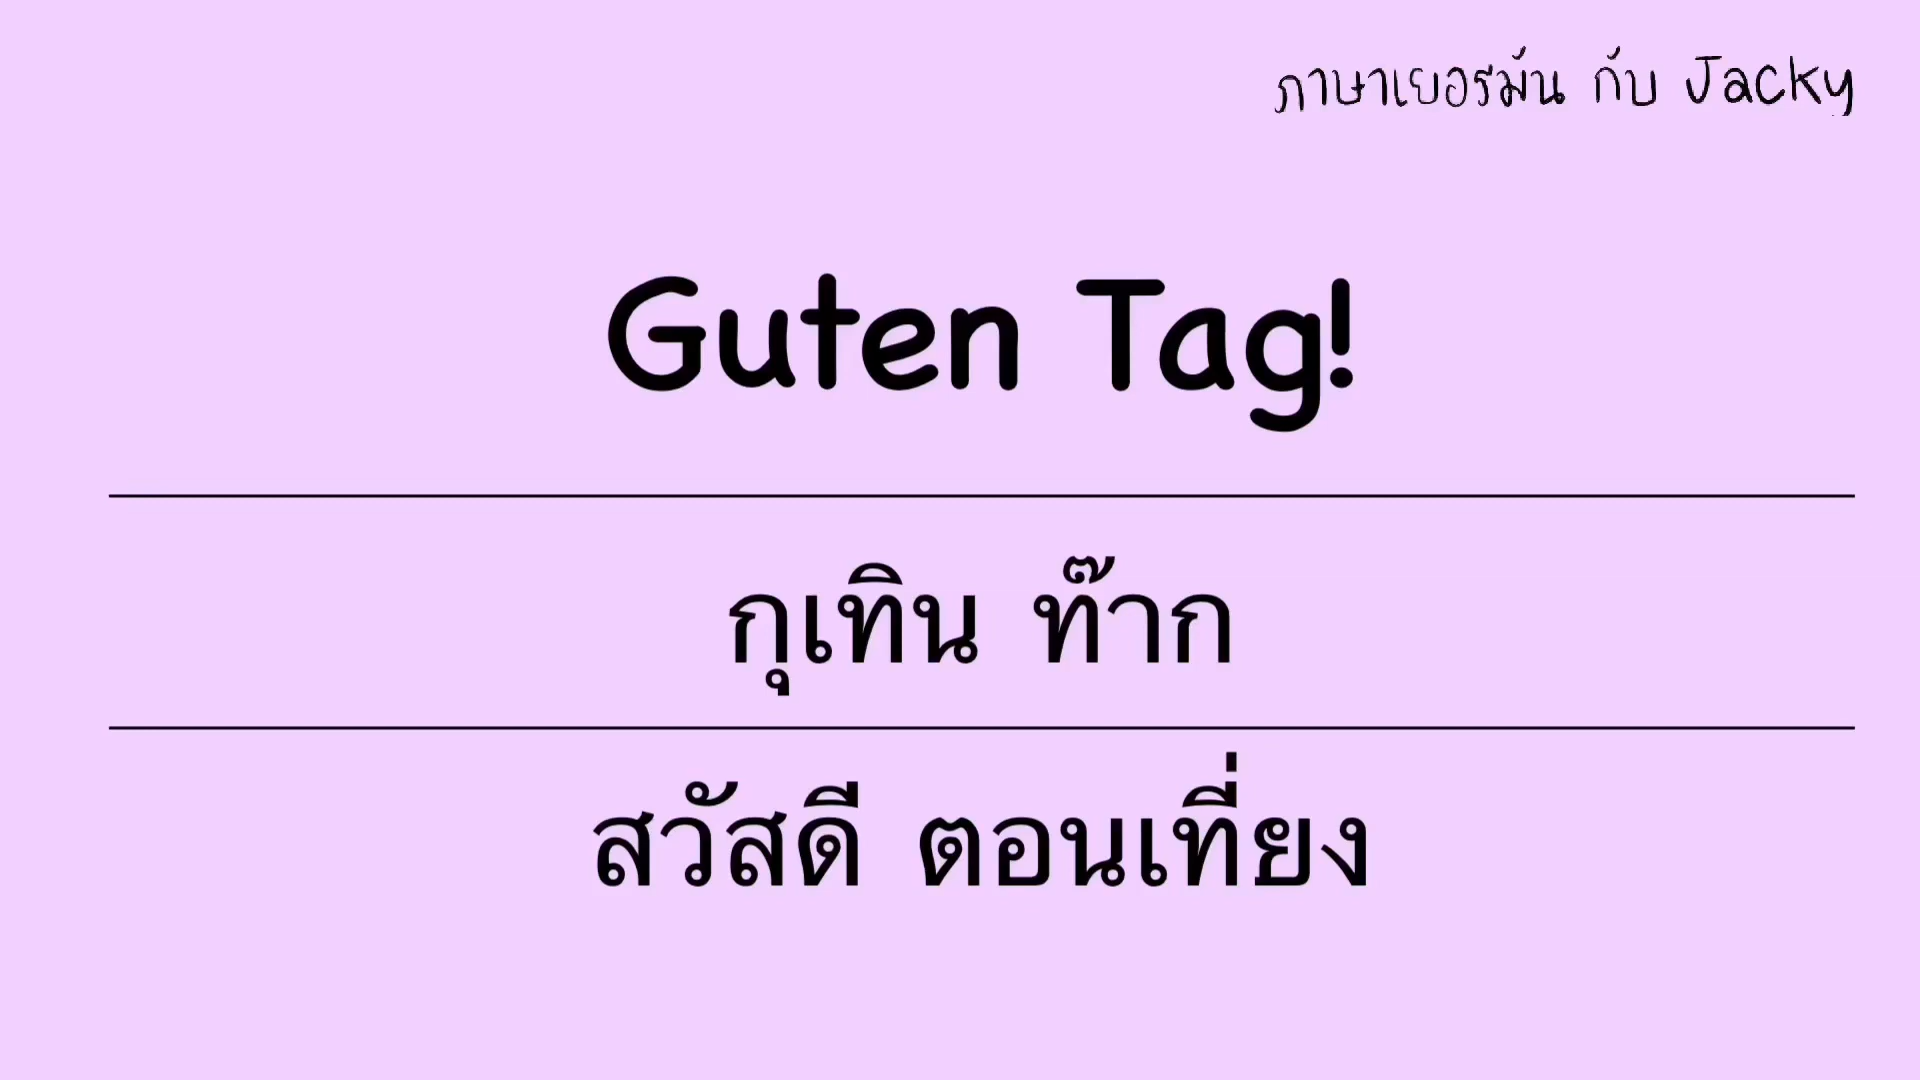 ภาษาเยอรมัน กับ Jacky
Guten Tag!
กุเทิน ท๊าก
สวัสดี ตอนเที่ยง